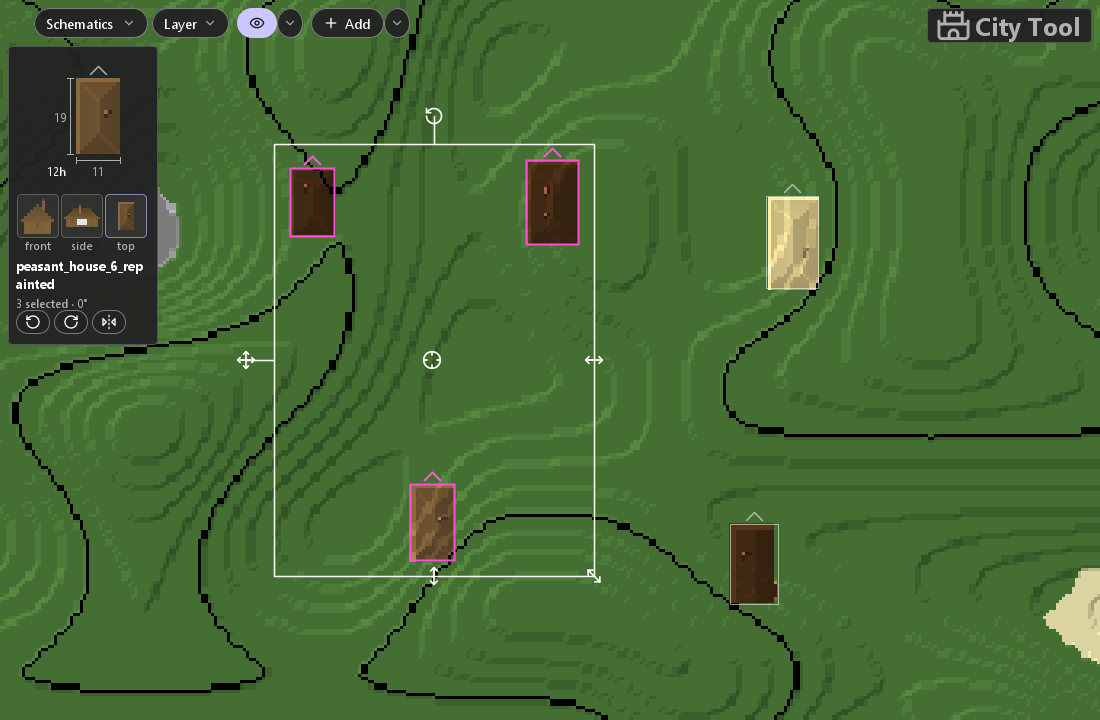 Schematics
Layer
Add
City Tool
19
12h
11
front
side
top
peasant_house_6_rep
ainted
3 selected · 0°